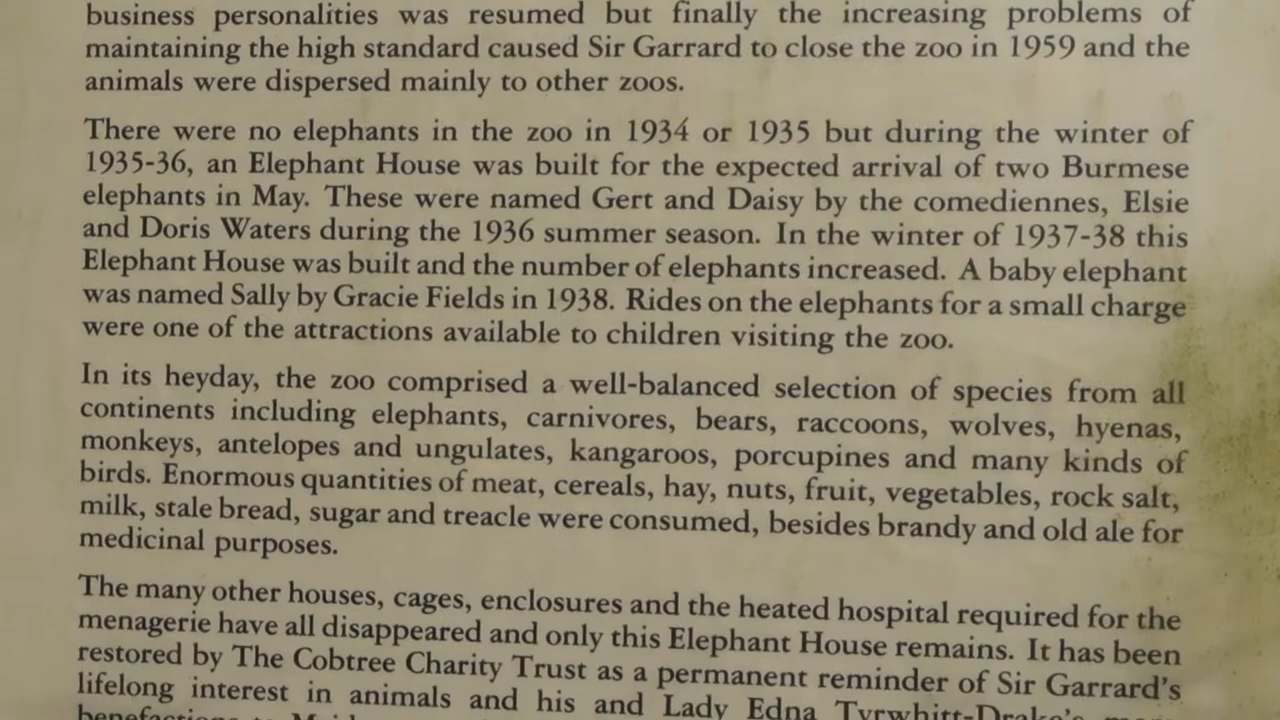 business personalities was resumed but finally the increasing problems of
maintaining the high standard caused Sir Garrard to close the zoo in 1959 and the
animals were dispersed mainly to other zoos.
There were no elephants in the zoo in 1934 or 1935 but during the winter of
1935-36, an Elephant House was built for the expected arrival of two Burmese
elephants in May. These were named Gert and Daisy by the comediennes, Elsie
and Doris Waters during the 1936 summer season. In the winter of 1937-38 this
Elephant House was built and the number of elephants increased. A baby elephant
was named Sally by Gracie Fields in 1938. Rides on the elephants for a small charge
were one of the attractions available to children visiting the zoo.
In its heyday, the zoo comprised a well-balanced selection of species from all
continents including elephants, carnivores, bears, raccoons, wolves, hyenas,
monkeys, antelopes and ungulates, kangaroos, porcupines and many kinds of
birds. Enormous quantities of meat, cereals, hay, nuts, fruit, vegetables, rock salt,
milk, stale bread, sugar and treacle were consumed, besides brandy and old ale for
medicinal purposes.
The many other houses, cages, enclosures and the heated hospital required for the
menagerie have all disappeared and only this Elephant House remains. It has been
restored by The Cobtree Charity Trust as a permanent reminder of Sir Garrard's
lifelong interest in animals and his and Lady Edna Tyrwhitt-Drake's